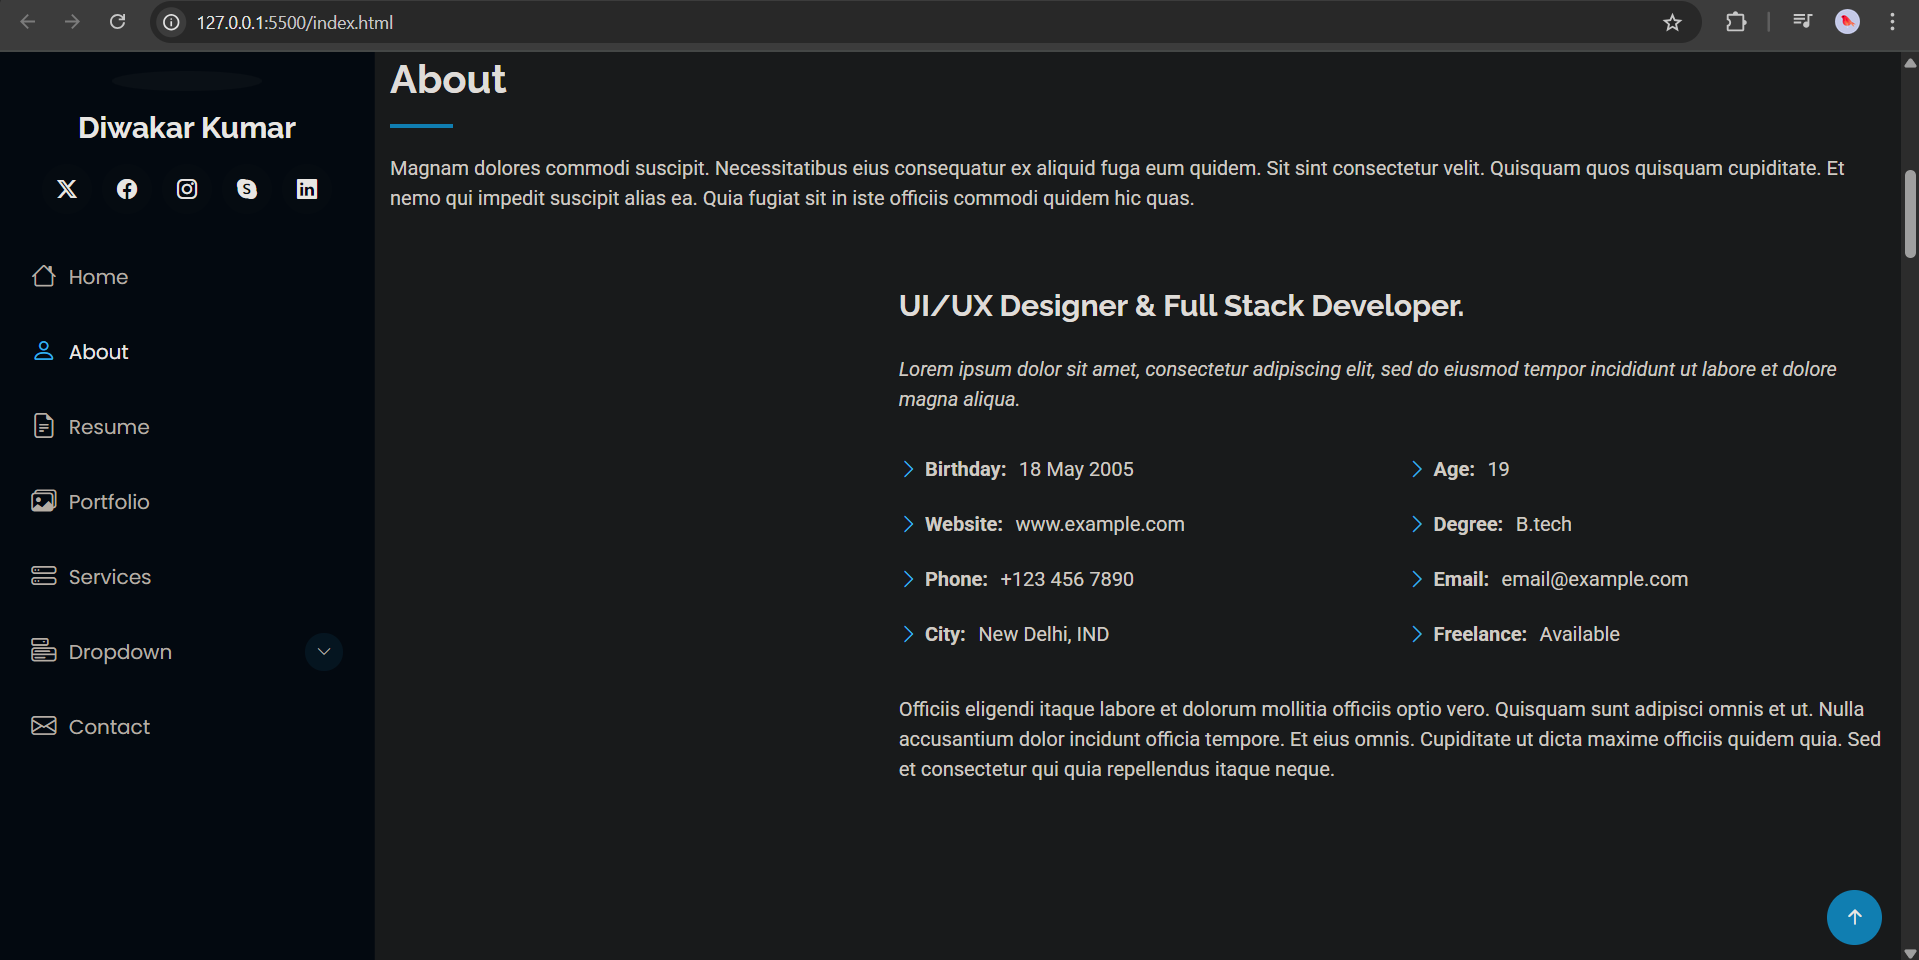 127.0.0.1:5500/index.html
Diwakar Kumar
Home
About
Resume
Portfolio
Services
Dropdown
Contact
About
Magnam dolores commodi suscipit. Necessitatibus eius consequatur ex aliquid fuga eum quidem. Sit sint consectetur velit. Quisquam quos quisquam cupiditate. Et
nemo qui impedit suscipit alias ea. Quia fugiat sit in iste officiis commodi quidem hic quas.
UI/UX Designer & Full Stack Developer.
Lorem ipsum dolor sit amet, consectetur adipiscing elit, sed do eiusmod tempor incididunt ut labore et dolore
magna aliqua.
Birthday: 18 May 2005
Website: www.example.com
Phone: +123 456 7890
City: New Delhi, IND
Age: 19
Degree: B.tech
Email: email@example.com
Freelance: Available
Officiis eligendi itaque labore et dolorum mollitia officiis optio vero. Quisquam sunt adipisci omnis et ut. Nulla
accusantium dolor incidunt officia tempore. Et eius omnis. Cupiditate ut dicta maxime officiis quidem quia. Sed
et consectetur qui quia repellendus itaque neque.